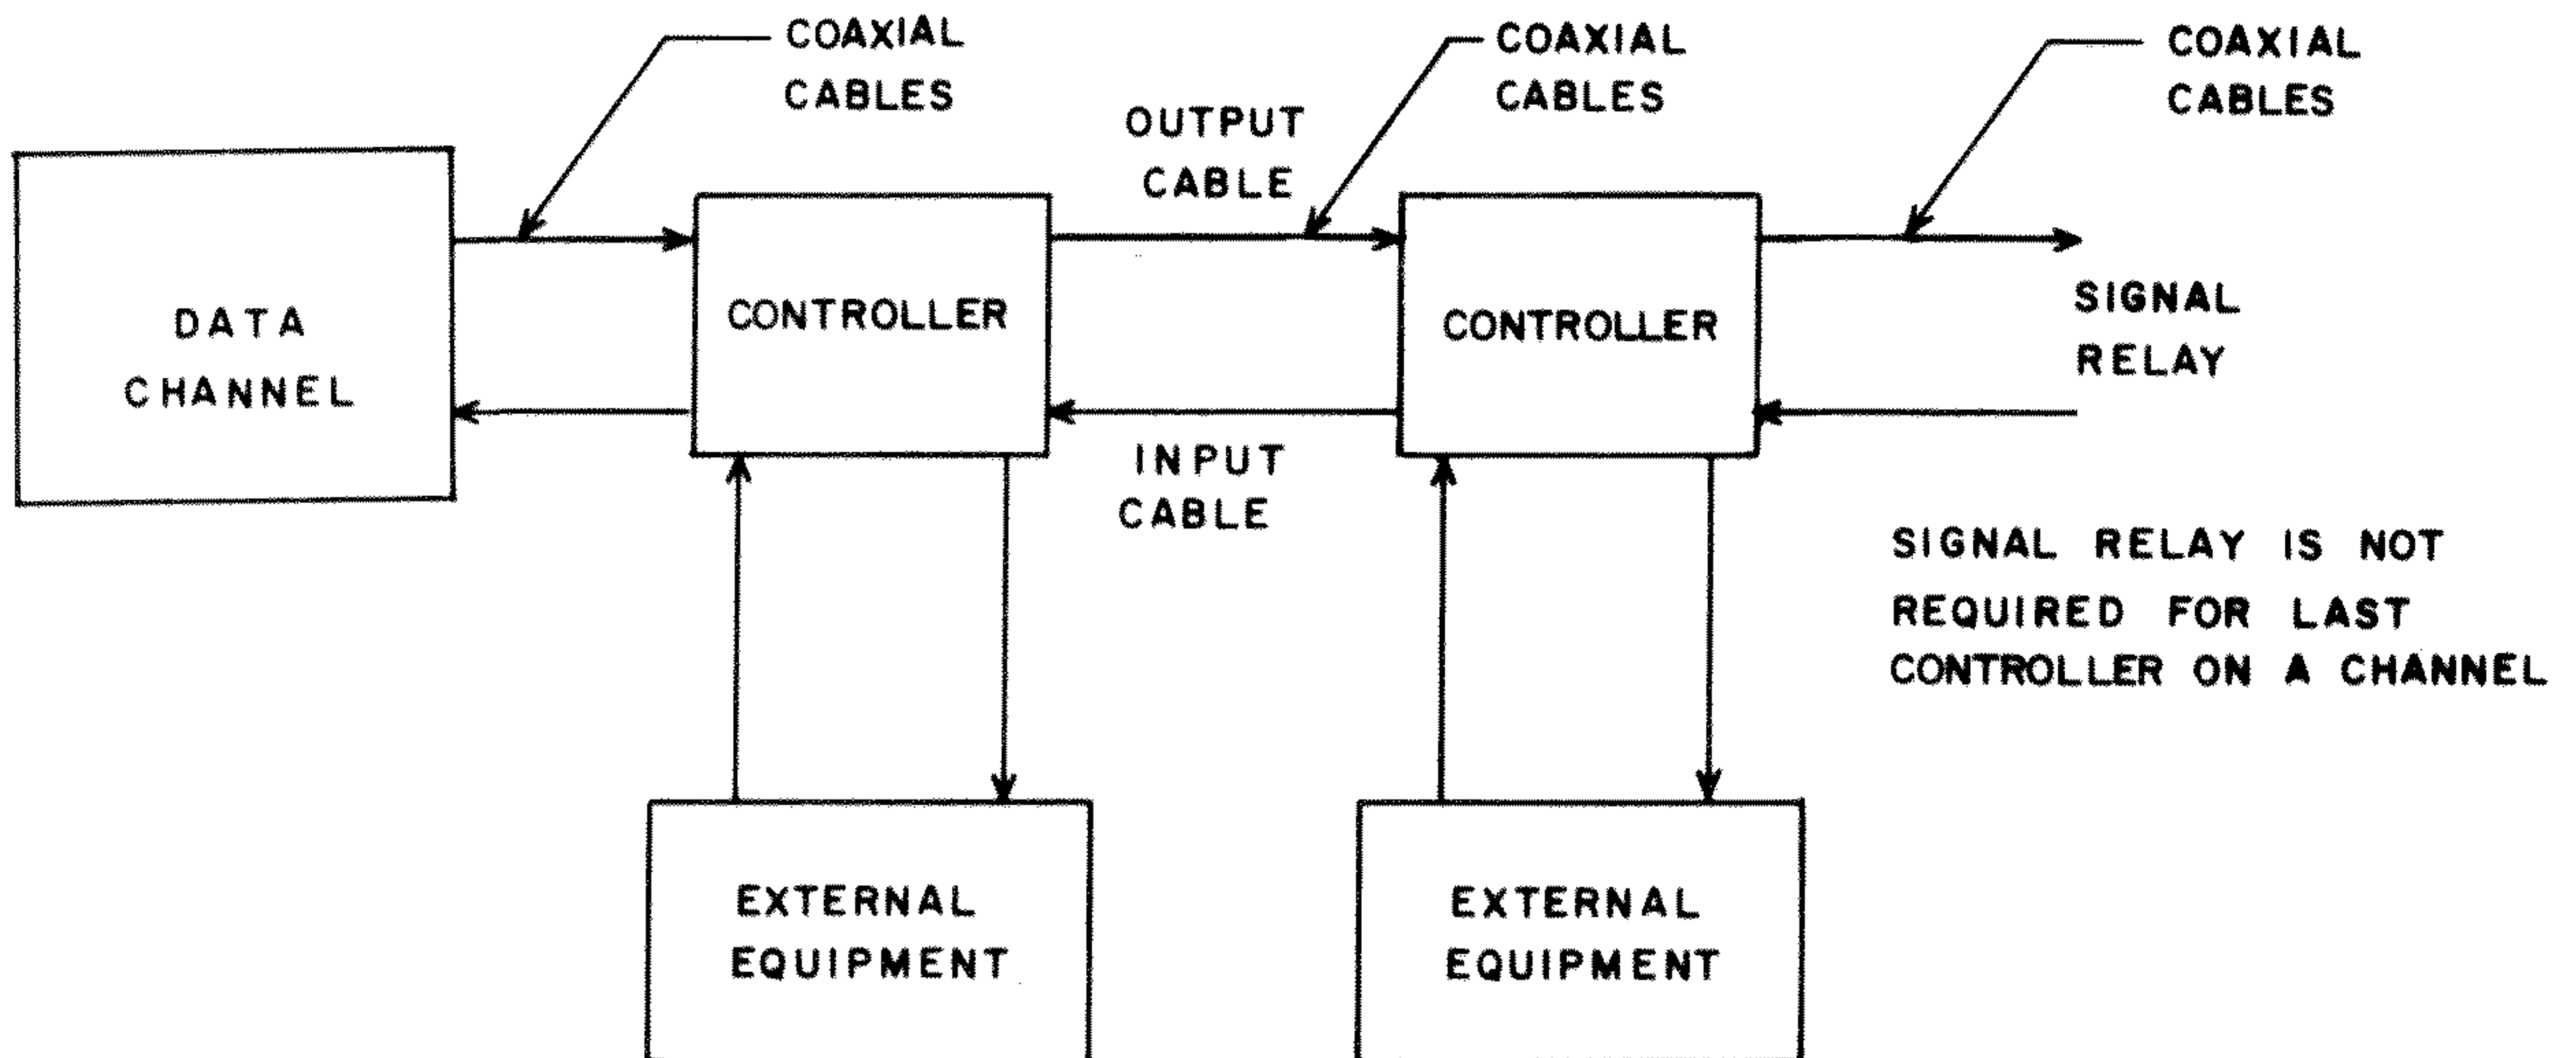 COAXIAL
CABLES
COAXIAL
CABLES
COAXIAL
CABLES
OUTPUT
CABLE
DATA
CHANNEL
CONTROLLER
CONTROLLER
SIGNAL
RELAY
INPUT
CABLE
SIGNAL RELAY IS NOT
REQUIRED FOR LAST
CONTROLLER ON A CHANNEL
EXTERNAL
EQUIPMENT
EXTERNAL
EQUIPMENT